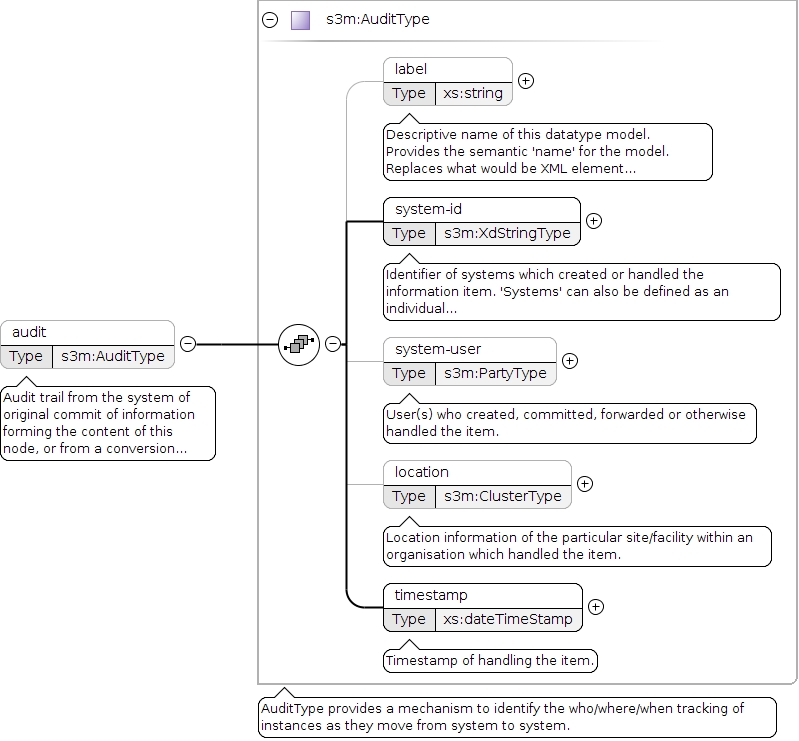 s3m:AuditType
label
Type xs:string
Descriptive name of this datatype model.
Provides the semantic 'name' for the model.
Replaces what would be XML element...
system-id
Type s3m:XdStringType
Identifier of systems which created or handled the
information item. 'Systems' can also be defined as an
individual...
audit
Type s3m:AuditType
Audit trail from the system of
original commit of information
forming the content of this
node, or from a conversion...
system-user
Type s3m:PartyType
User(s) who created, committed, forwarded or otherwise
handled the item.
location
Type s3m:ClusterType
Location information of the particular site/facility within an
organisation which handled the item.
timestamp
Type xs:dateTimeStamp
Timestamp of handling the item.
AuditType provides a mechanism to identify the who/where/when tracking of
instances as they move from system to system.